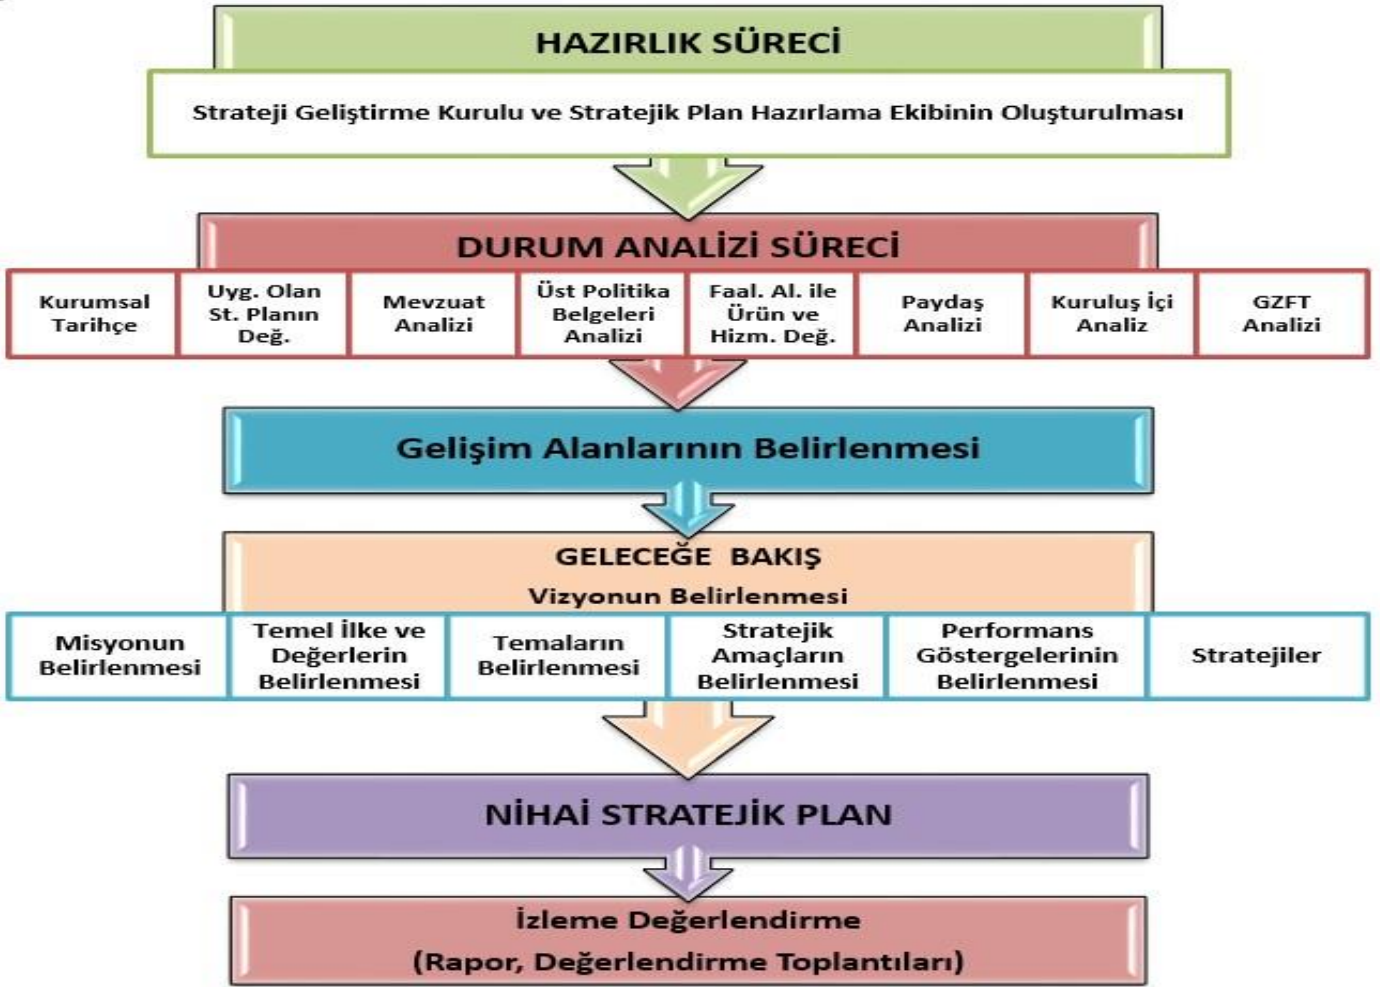 HAZIRLIK SÜRECİ
Strateji Geliştirme Kurulu ve Stratejik Plan Hazırlama Ekibinin Oluşturulması
DURUM ANALİZİ SÜRECİ
Kurumsal
Tarihçe
Uyg. Olan
St. Planın
Değ.
Mevzuat
Analizi
Üst Politika
Belgeleri
Analizi
Faal. Al. ile
Ürün ve
Hizm. Değ.
Paydaş
Analizi
Kuruluş İçi
Analiz
GZFT
Analizi
Gelişim Alanlarının Belirlenmesi
GELECEĞE BAKIŞ
Vizyonun Belirlenmesi
Misyonun
Belirlenmesi
Temel İlke ve
Değerlerin
Belirlenmesi
Temaların
Belirlenmesi
Stratejik
Amaçların
Belirlenmesi
Performans
Göstergelerinin
Belirlenmesi
Stratejiler
NİHAİ STRATEJİK PLAN
İzleme Değerlendirme
(Rapor, Değerlendirme Toplantıları)